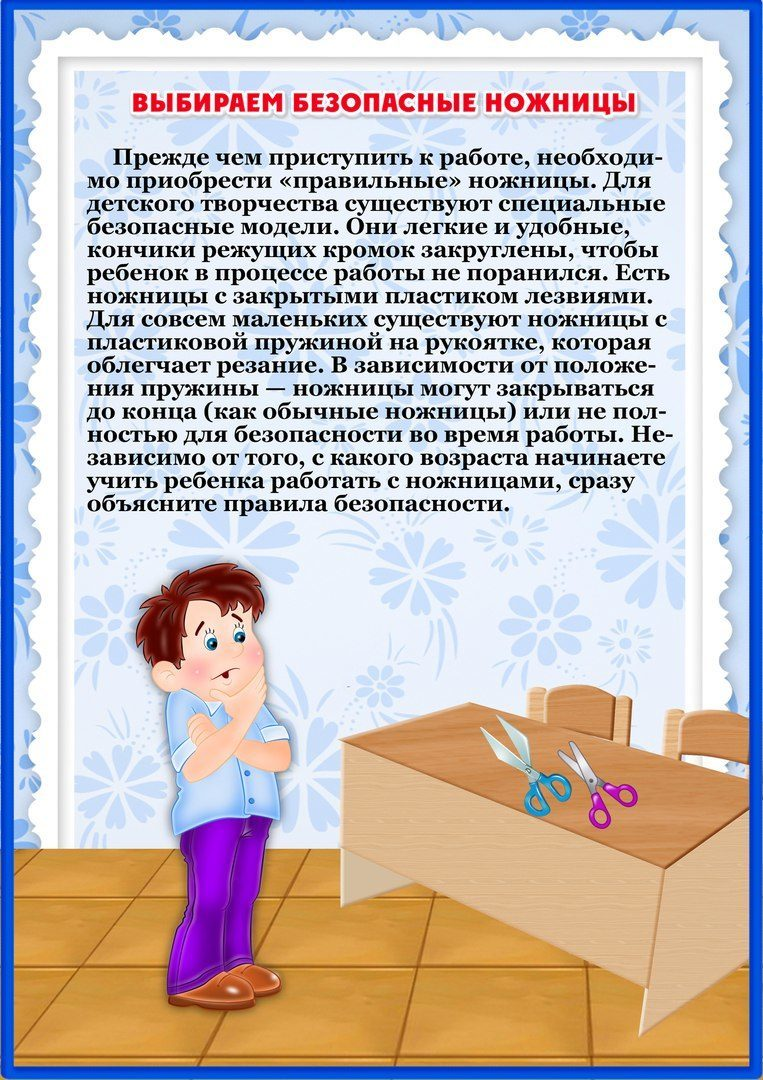 ВЫБИРАЕМ БЕЗОПАСНЫЕ НОЖНИЦЫ
Прежде чем приступить к работе, необходи-
мо приобрести «правильные» ножницы. Для
детского творчества существуют специальные
безопасные модели. Они легкие и удобные,
кончики режущих кромок закруглены, чтобы
ребенок в процессе работы не поранился. Есть
ножницы с закрытыми пластиком лезвиями.
Для совсем маленьких существуют ножницы с
пластиковой пружиной на рукоятке, которая
облегчает резание. В зависимости от положе-
ния пружины — ножницы могут закрываться
до конца (как обычные ножницы) или не пол-
ностью для безопасности во время работы. Не-
зависимо от того, с какого возраста начинаете
учить ребенка работать с ножницами, сразу
объясните правила безопасности.